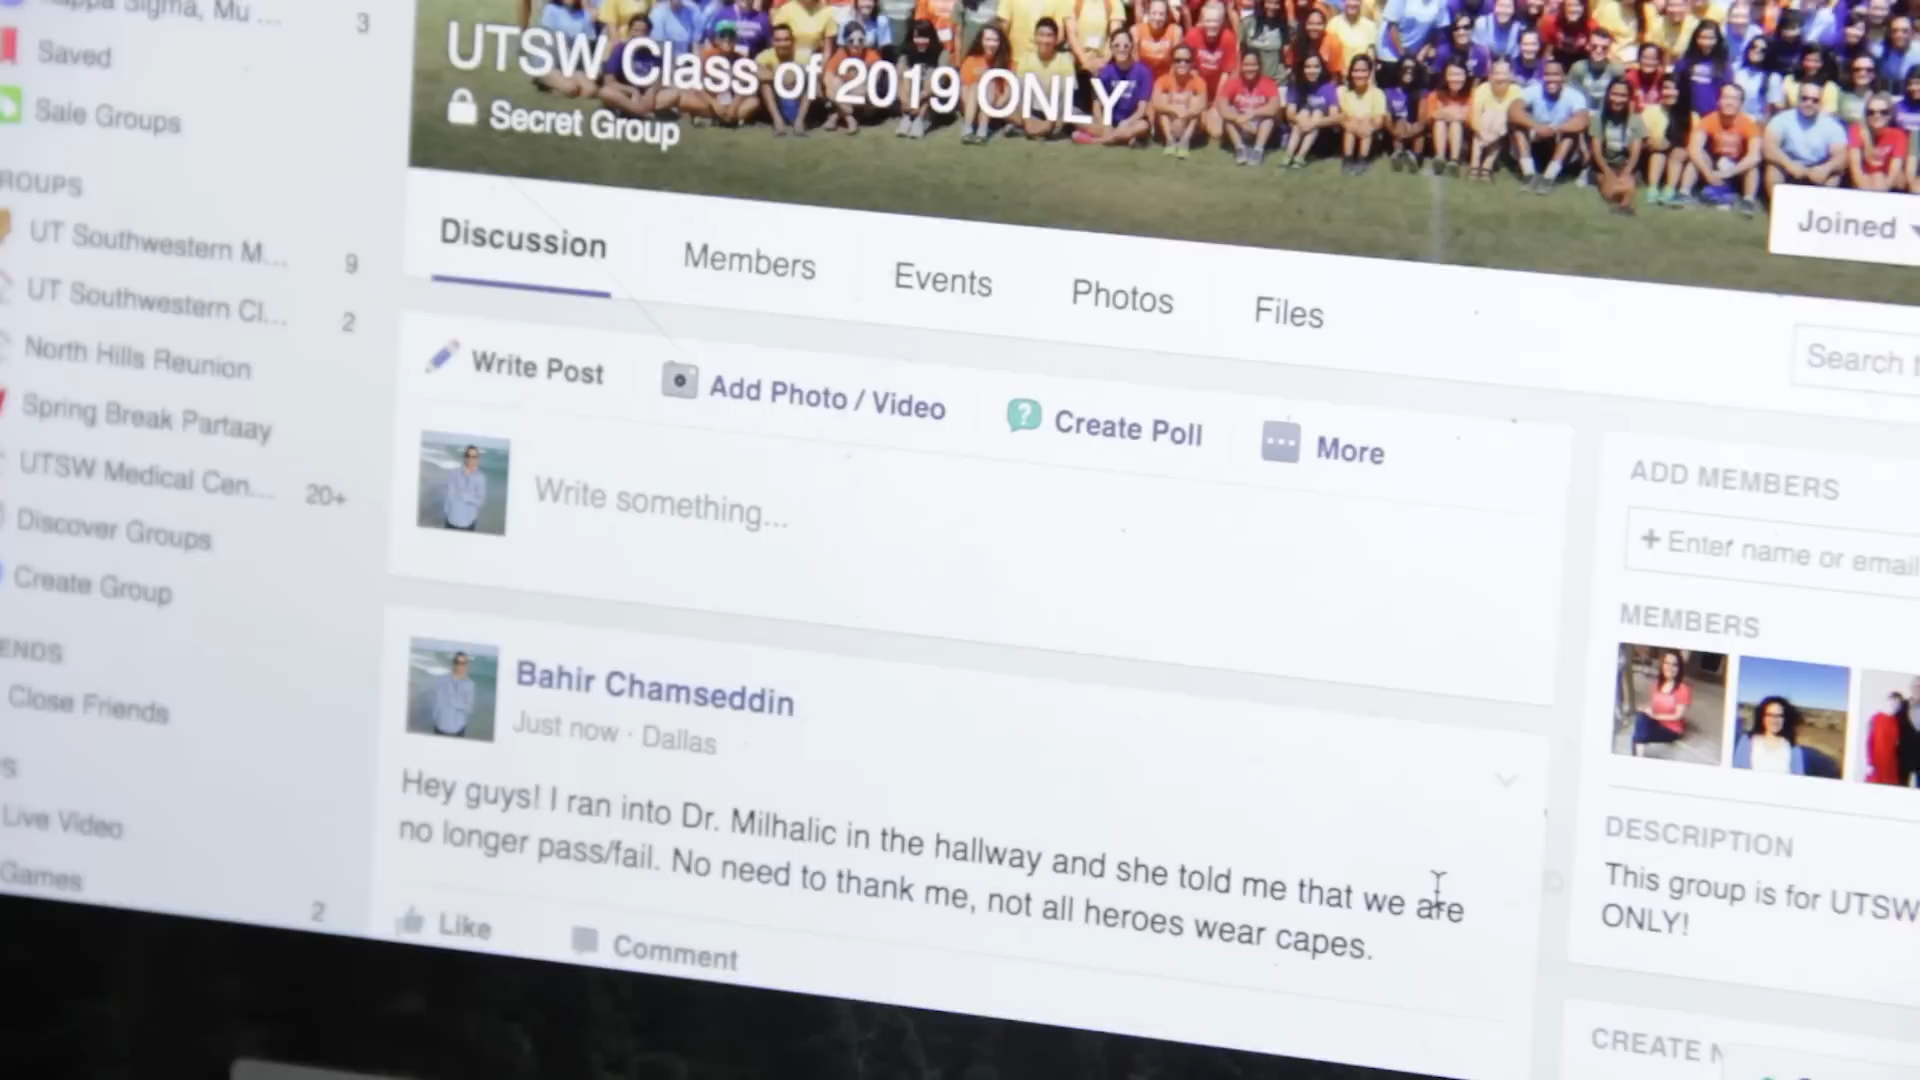 3
Saved
Sale Groups
UT Southwestern M... 9
UT Southwestern Cl... 2
North Hills Reunion
Spring Break Partaay
UTSW Medical Cen... 20+
Discover Groups
Create Group
Close Friends
Live Video
Games
2
UTSW Class of 2019 ONLY
Secret Group
Joined
Discussion Members Events Photos Files
Search
Write Post Add Photo / Video Create Poll More
Write something...
Bahir Chamseddin
Just now · Dallas
Hey guys! I ran into Dr. Milhalic in the hallway and she told me that we are
no longer pass/fail. No need to thank me, not all heroes wear capes.
Like Comment
ADD MEMBERS
+ Enter name or email
MEMBERS
DESCRIPTION
This group is for UTSW
ONLY!
CREATE